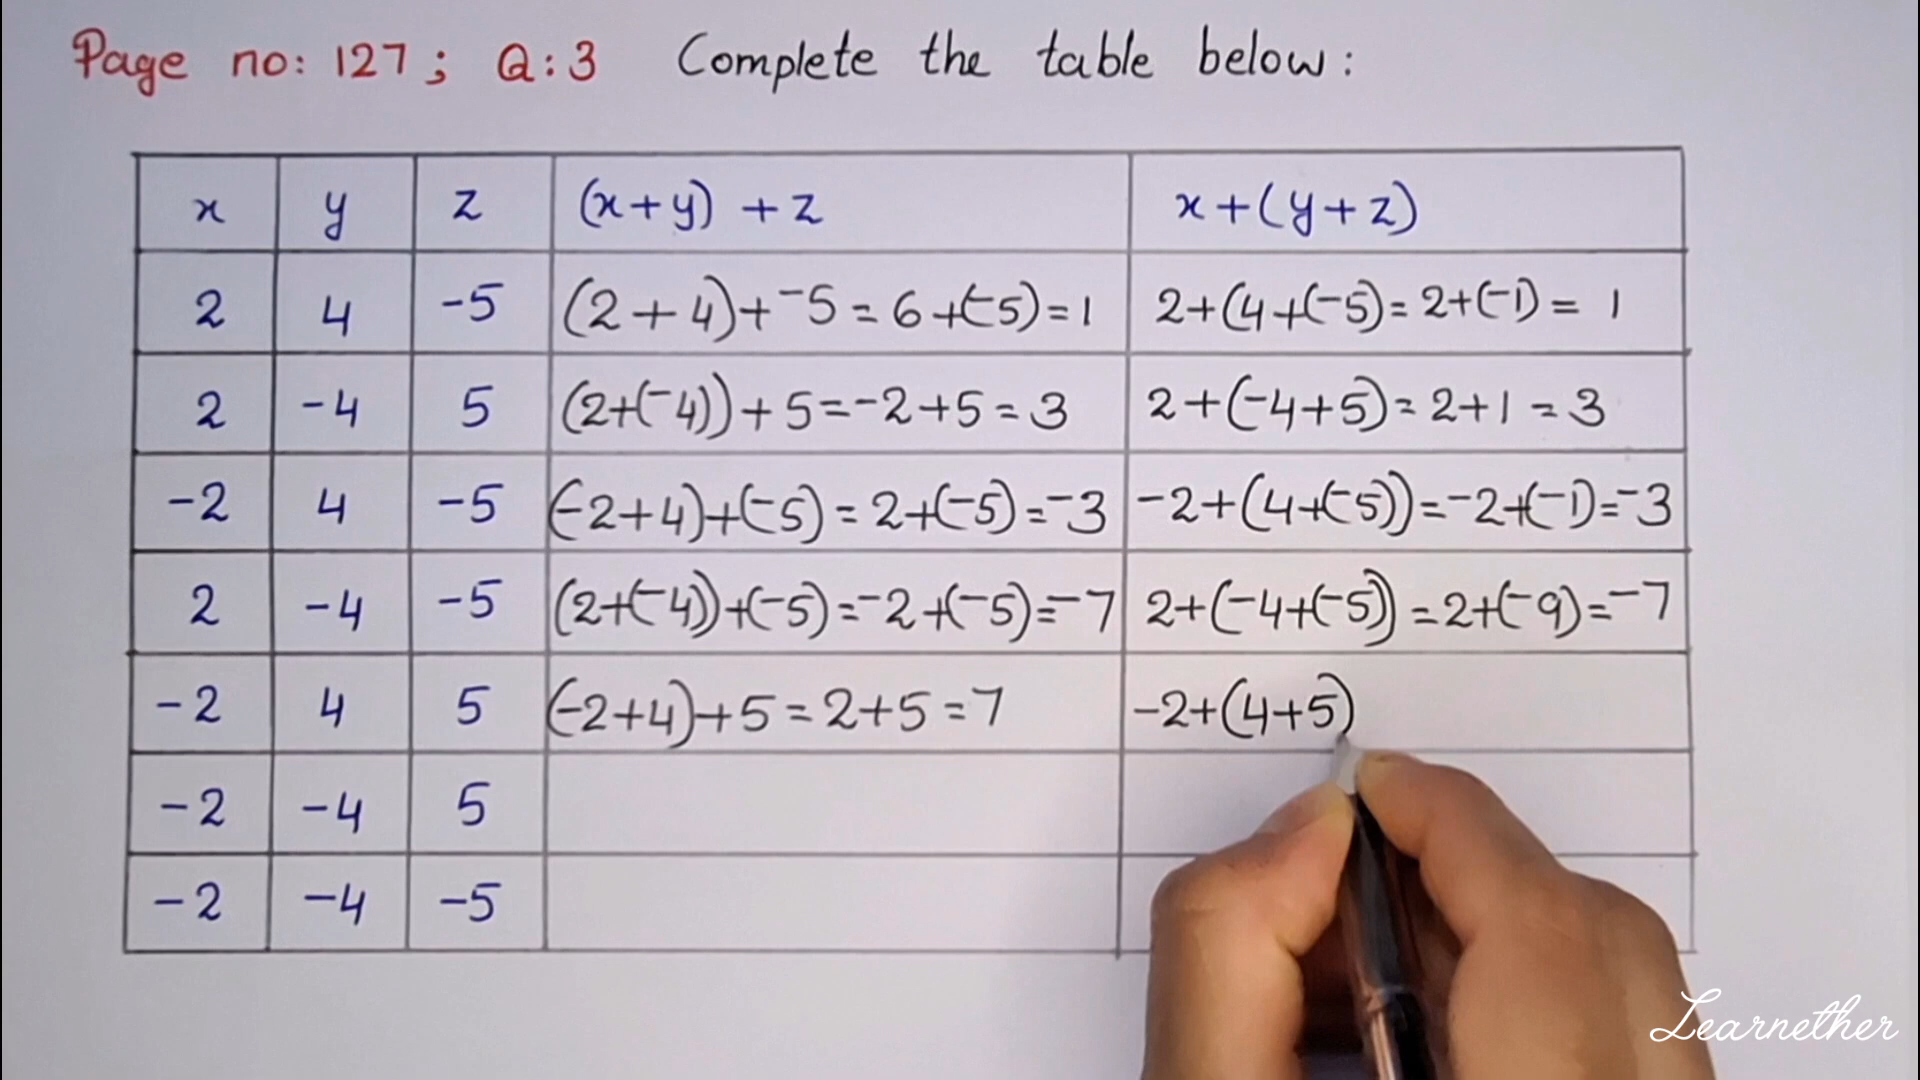 Page no: 127; Q:3 Complete the table below:
x y z (x+y)+z x+(y+z)
2 4 -5 (2+4)+-5=6+(-5)=1 2+(4+(-5)=2+(-1)=1
2 -4 5 (2+(-4))+5=-2+5=3 2+(-4+5)=2+1=3
-2 4 -5 (-2+4)+(-5)=2+(-5)=-3 -2+(4+(-5))=-2+(-1)=-3
2 -4 -5 (2+(-4))+(-5)=-2+(-5)=-7 2+(-4+(-5))=2+(-9)=-7
-2 4 5 (-2+4)+5=2+5=7 -2+(4+5)
-2 -4 5
-2 -4 -5
Learnether